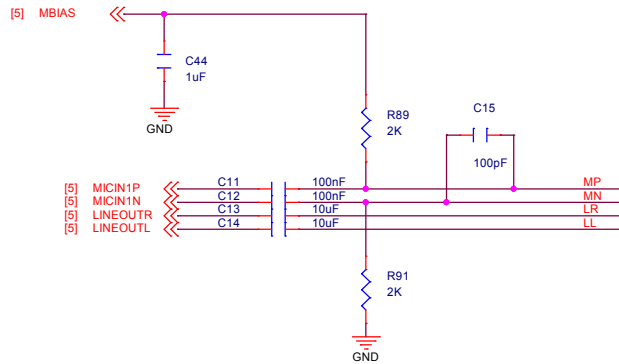 [5] MBIAS
C44
1uF
GND
R89
2K
C15
100pF
[5] MICIN1P C11 100nF MP
[5] MICIN1N C12 100nF MN
[5] LINEOUTR C13 10uF LR
[5] LINEOUTL C14 10uF LL
R91
2K
GND